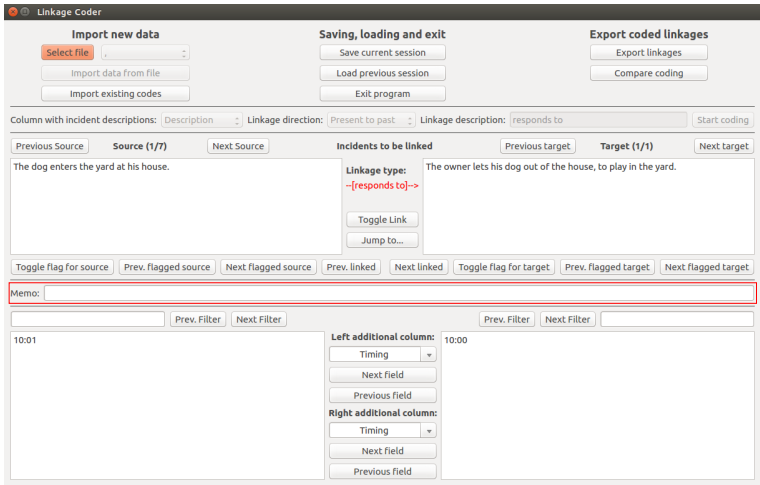 Linkage Coder
Import new data
Saving, loading and exit
Export coded linkages
Select file ,
Save current session
Export linkages
Import data from file
Load previous session
Compare coding
Import existing codes
Exit program
Column with incident descriptions: Description Linkage direction: Present to past Linkage description: responds to Start coding
Previous Source Source (1/7) Next Source Incidents to be linked Previous target Target (1/1) Next target
The dog enters the yard at his house.
Linkage type:
--[responds to]-->
Toggle Link
Jump to...
The owner lets his dog out of the house, to play in the yard.
Toggle flag for source Prev. flagged source Next flagged source Prev. linked Next linked Toggle flag for target Prev. flagged target Next flagged target
Memo:
Prev. Filter Next Filter Prev. Filter Next Filter
10:01
Left additional column:
Timing
Next field
Previous field
Right additional column:
Timing
Next field
Previous field
10:00